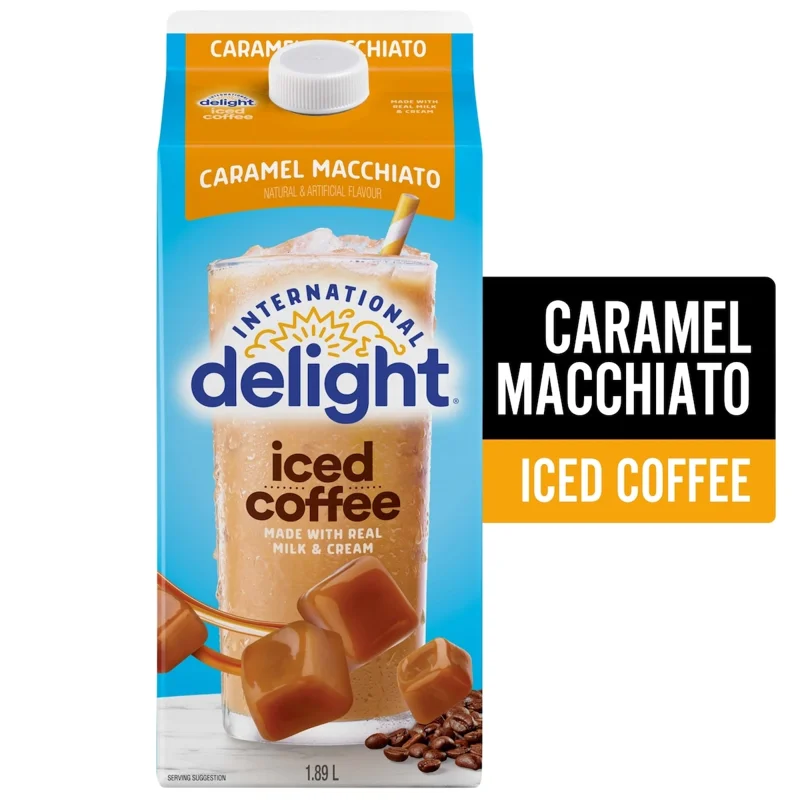 CARAMEL MACCHIATO
INTERNATIONAL
delight
iced
coffee
MADE WITH
REAL MILK
& CREAM
CARAMEL MACCHIATO
NATURAL & ARTIFICIAL FLAVOUR
INTERNATIONAL
delight®
iced
coffee
MADE WITH REAL
MILK & CREAM
SERVING SUGGESTION
1.89 L
CARAMEL
MACCHIATO
ICED COFFEE